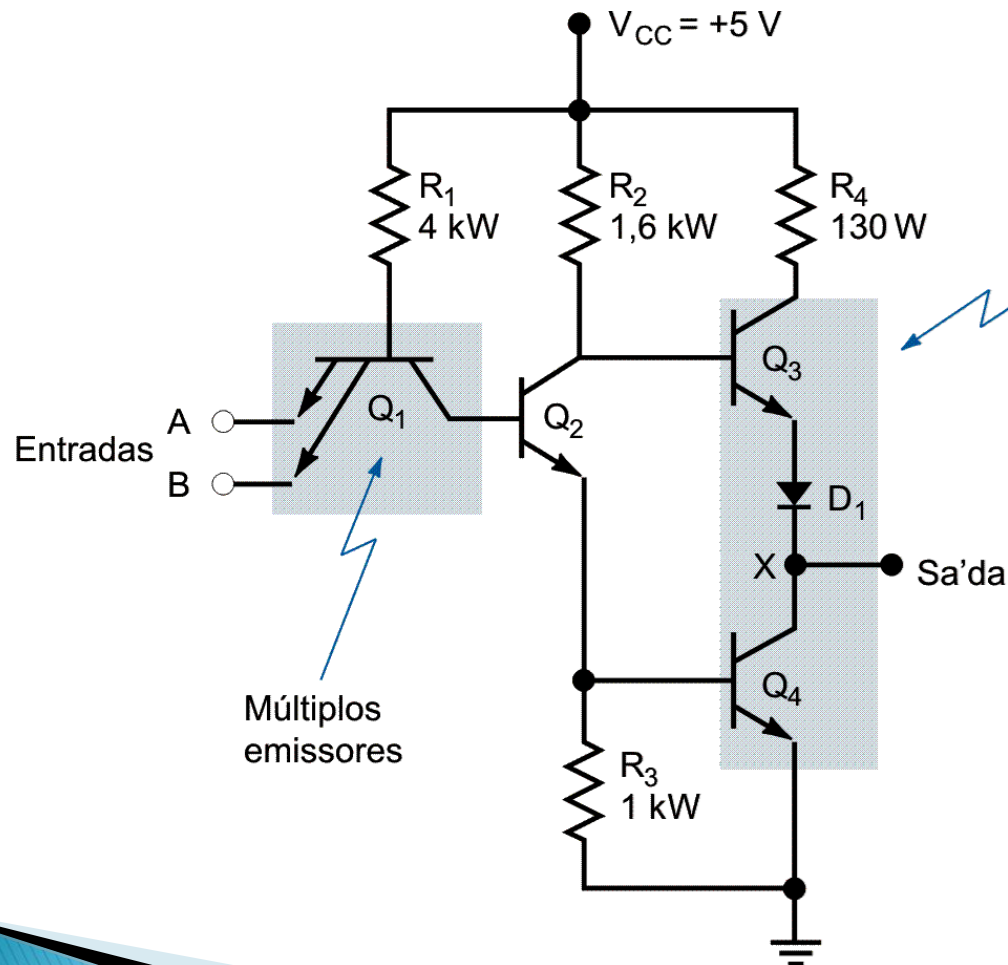 VCC = +5 V
R1
4 kW
R2
1,6 kW
R4
130 W
Q3
Q1
Q2
A
Entradas
B
D1
X
Sa'da
Q4
Múltiplos
emissores
R3
1 kW